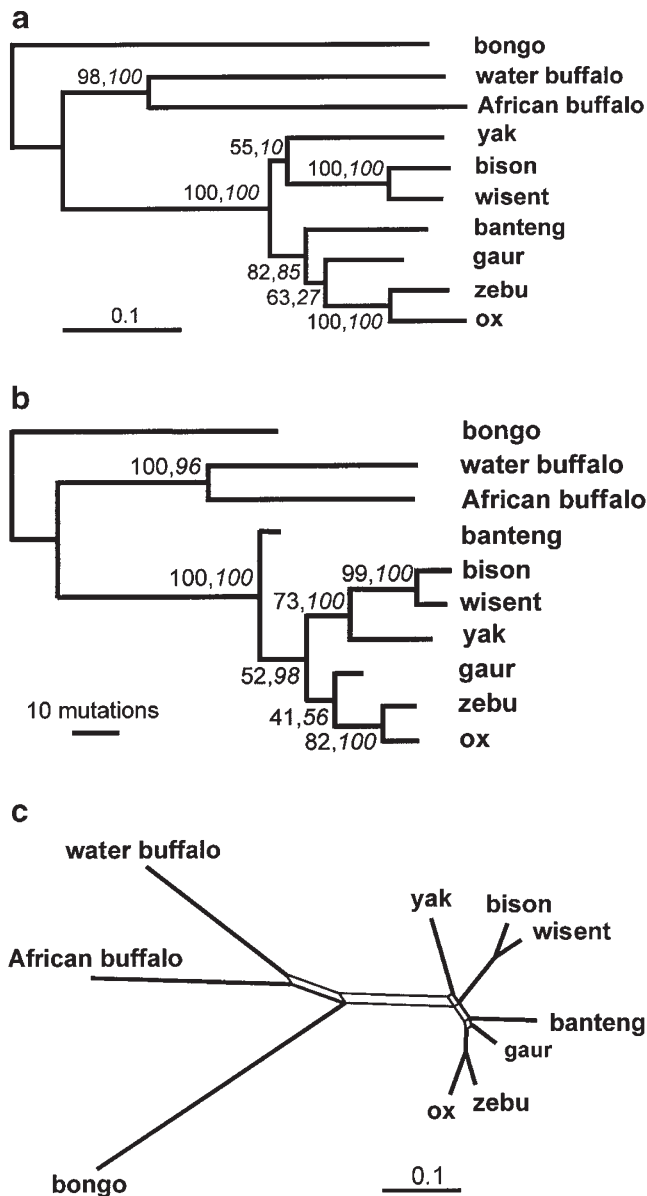 a
bongo
98,100
water buffalo
African buffalo
yak
55,10
100,100
bison
100,100
wisent
banteng
82,85
gaur
63,27
zebu
100,100
ox
0.1
b
bongo
100,96
water buffalo
African buffalo
banteng
100,100
99,100
bison
73,100
wisent
yak
52,98
gaur
10 mutations
41,56
zebu
82,100
ox
c
water buffalo
yak
bison
wisent
African buffalo
banteng
gaur
ox
zebu
bongo
0.1